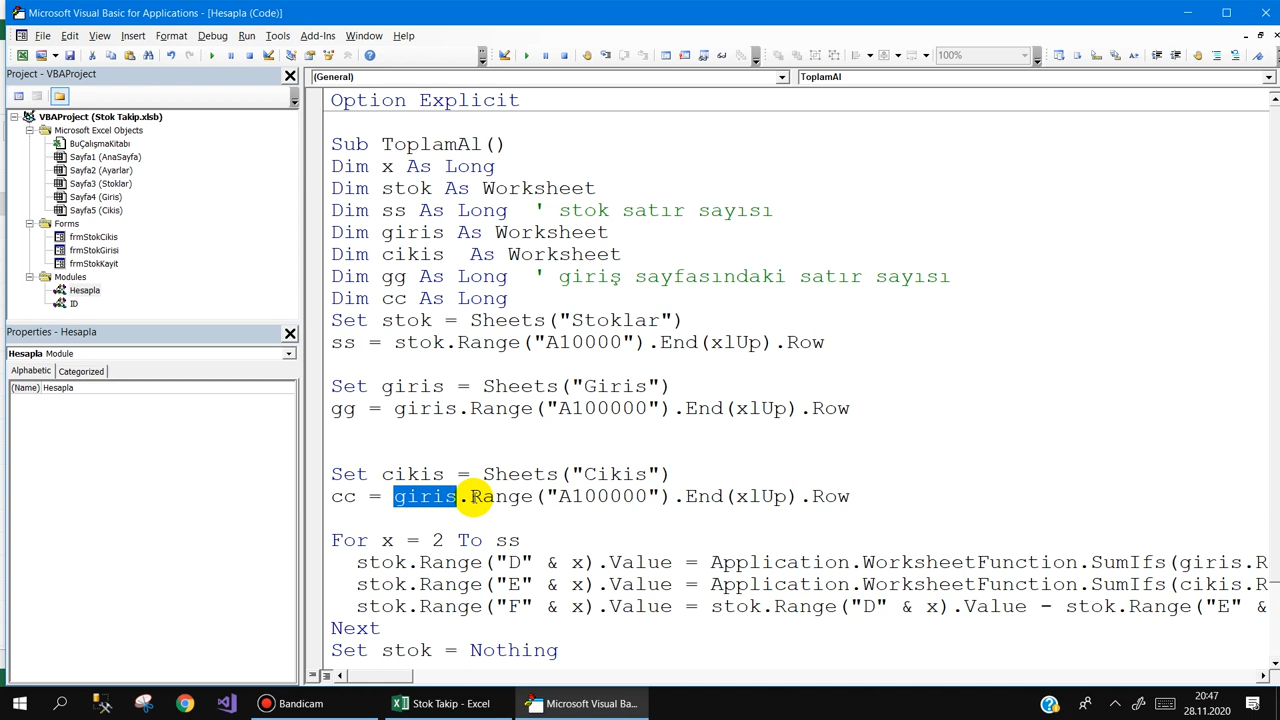 Microsoft Visual Basic for Applications - [Hesapla (Code)]
File Edit View Insert Format Debug Run Tools Add-Ins Window Help
100%
Project - VBAProject
(General)
ToplamAl
VBAProject (Stok Takip.xlsb)
Microsoft Excel Objects
BuÇalışmaKitabı
Sayfa1 (AnaSayfa)
Sayfa2 (Ayarlar)
Sayfa3 (Stoklar)
Sayfa4 (Giris)
Sayfa5 (Cikis)
Forms
frmStokCikis
frmStokGirisi
frmStokKayit
Modules
Hesapla
ID
Properties - Hesapla
Hesapla Module
Alphabetic Categorized
(Name) Hesapla
Option Explicit
Sub ToplamAl()
Dim x As Long
Dim stok As Worksheet
Dim ss As Long ' stok satır sayısı
Dim giris As Worksheet
Dim cikis As Worksheet
Dim gg As Long ' giriş sayfasındaki satır sayısı
Dim cc As Long
Set stok = Sheets("Stoklar")
ss = stok.Range("A10000").End(xlUp).Row
Set giris = Sheets("Giris")
gg = giris.Range("A100000").End(xlUp).Row
Set cikis = Sheets("Cikis")
cc = giris.Range("A100000").End(xlUp).Row
For x = 2 To ss
stok.Range("D" & x).Value = Application.WorksheetFunction.SumIfs(giris.R
stok.Range("E" & x).Value = Application.WorksheetFunction.SumIfs(cikis.R
stok.Range("F" & x).Value = stok.Range("D" & x).Value - stok.Range("E" &
Next
Set stok = Nothing
Bandicam
Stok Takip - Excel
Microsoft Visual Ba...
20:47
28.11.2020